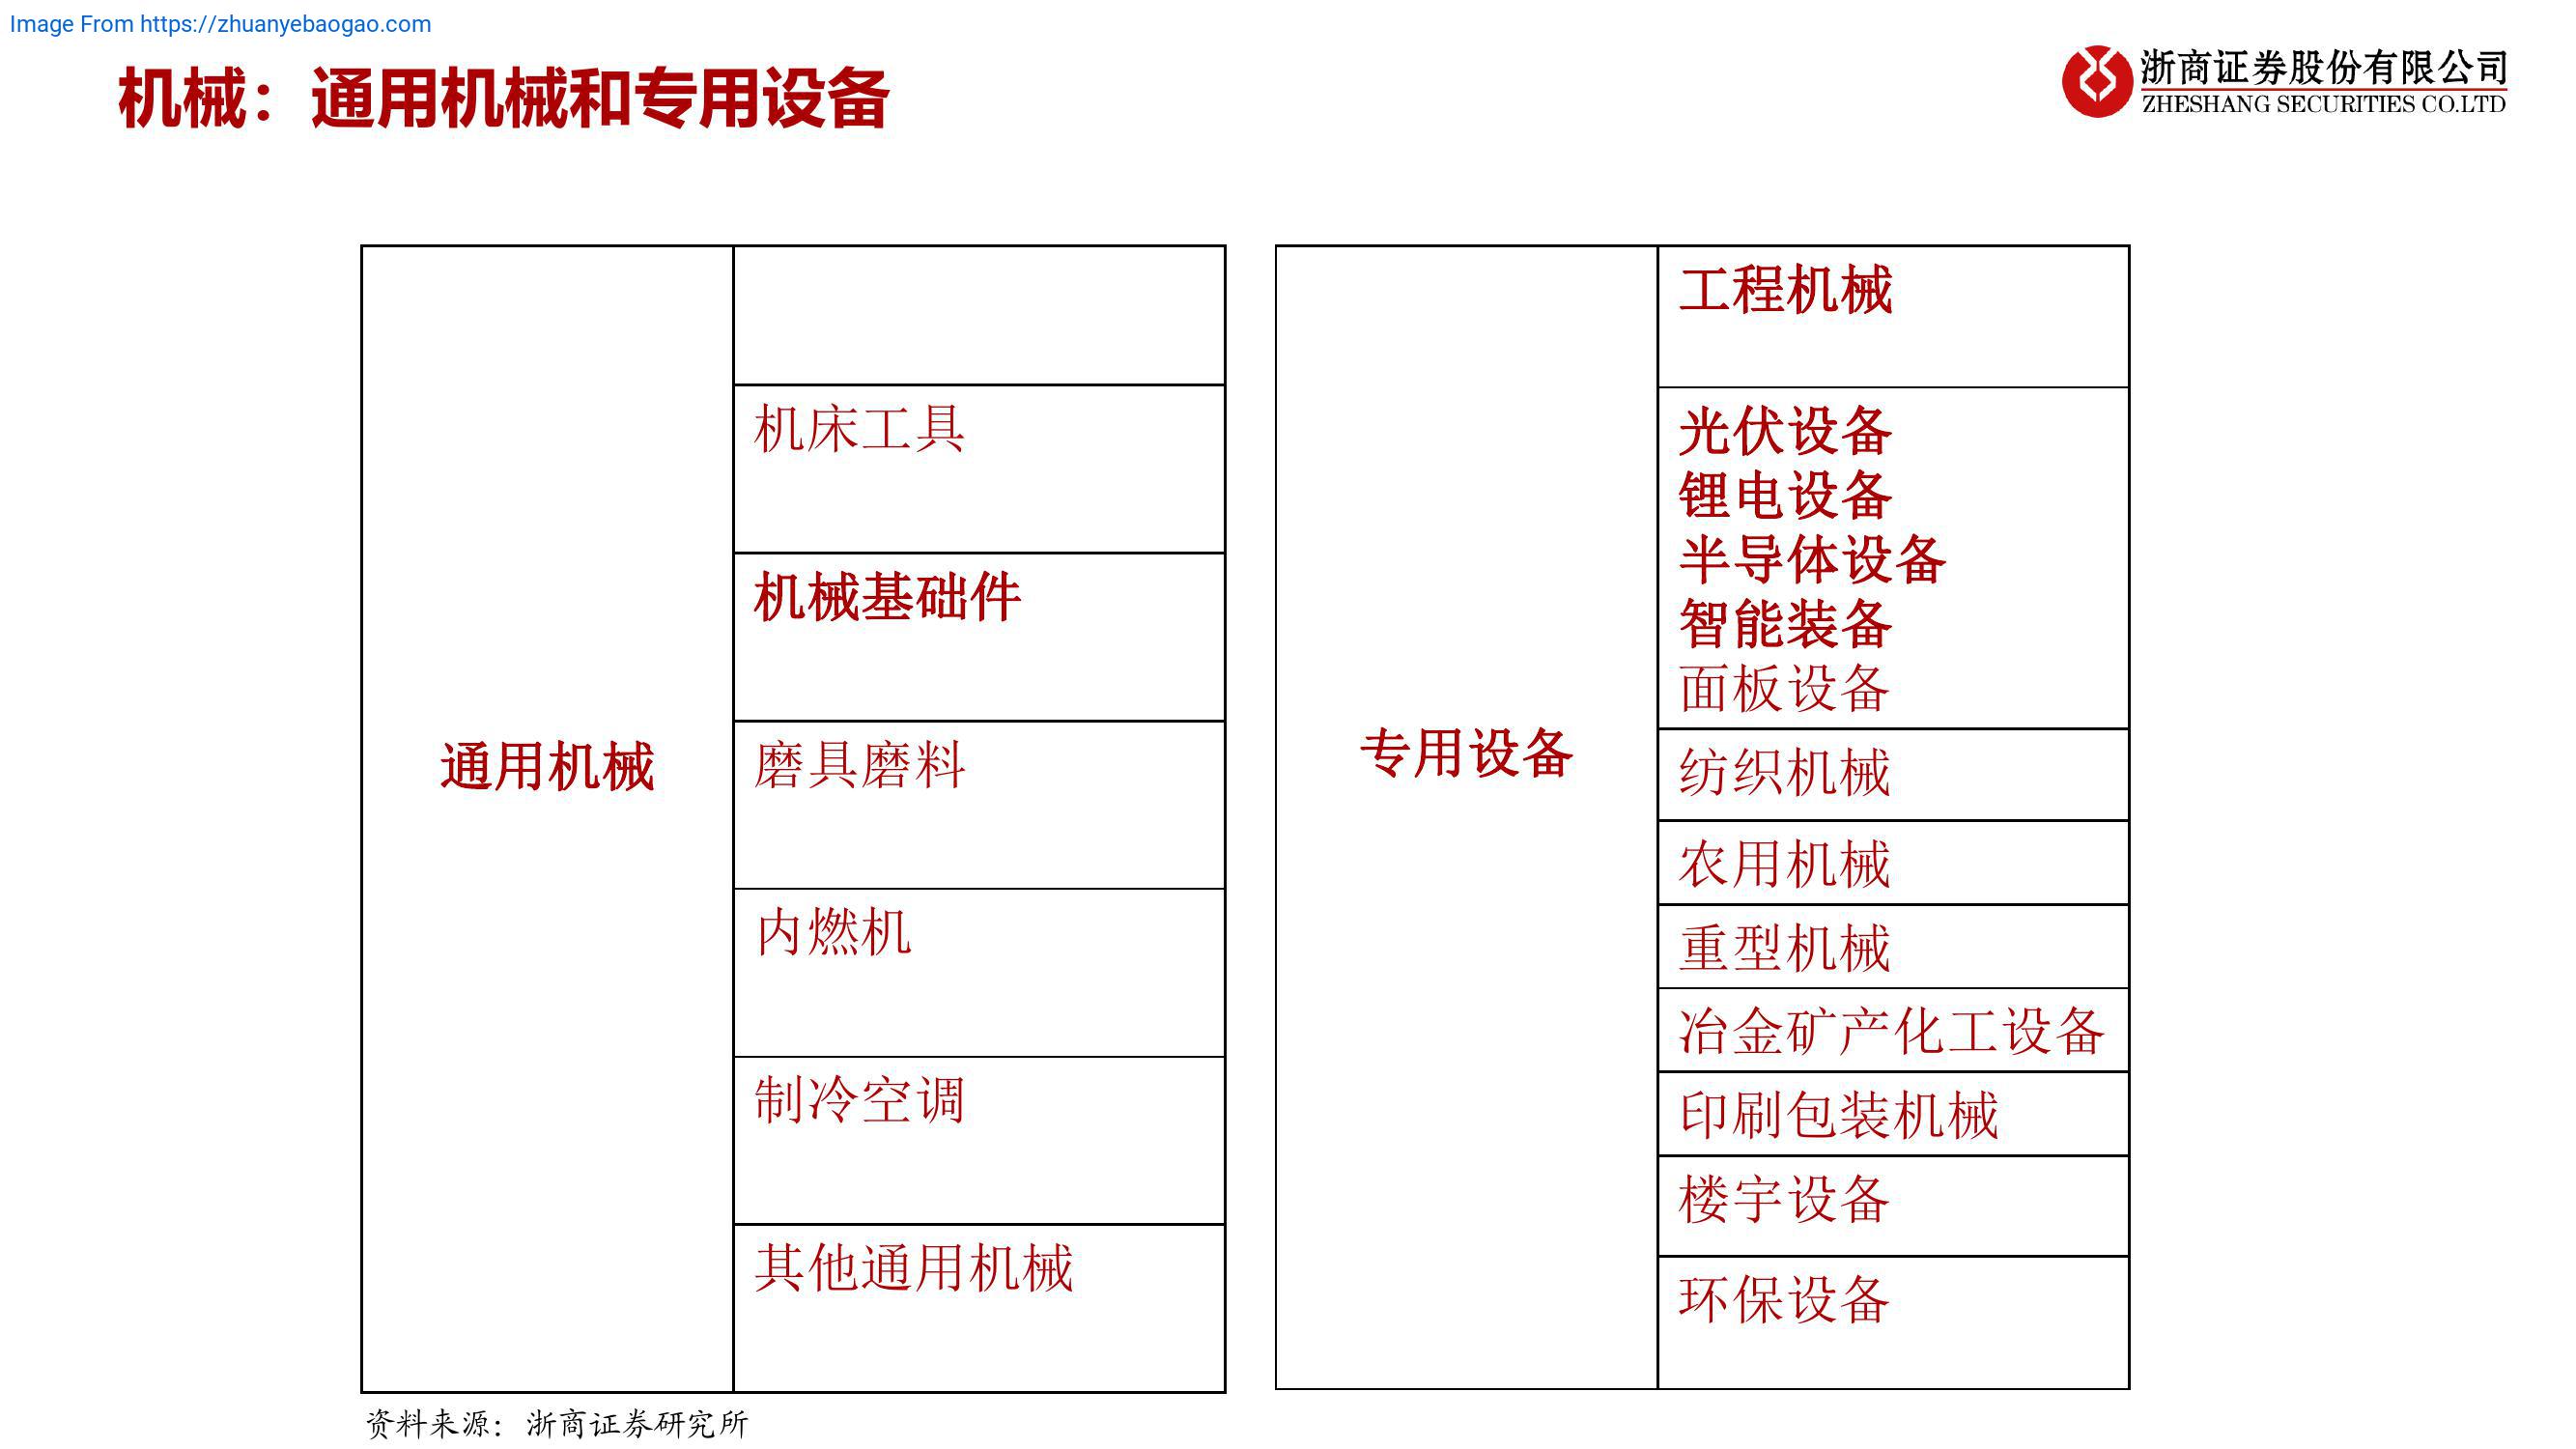 Image From https://zhuanyebaogao.com
机械：通用机械和专用设备
浙商证券股份有限公司
ZHESHANG SECURITIES CO.LTD
通用机械
机床工具
机械基础件
磨具磨料
内燃机
制冷空调
其他通用机械
专用设备
工程机械
光伏设备
锂电设备
半导体设备
智能装备
面板设备
纺织机械
农用机械
重型机械
冶金矿产化工设备
印刷包装机械
楼宇设备
环保设备
资料来源：浙商证券研究所